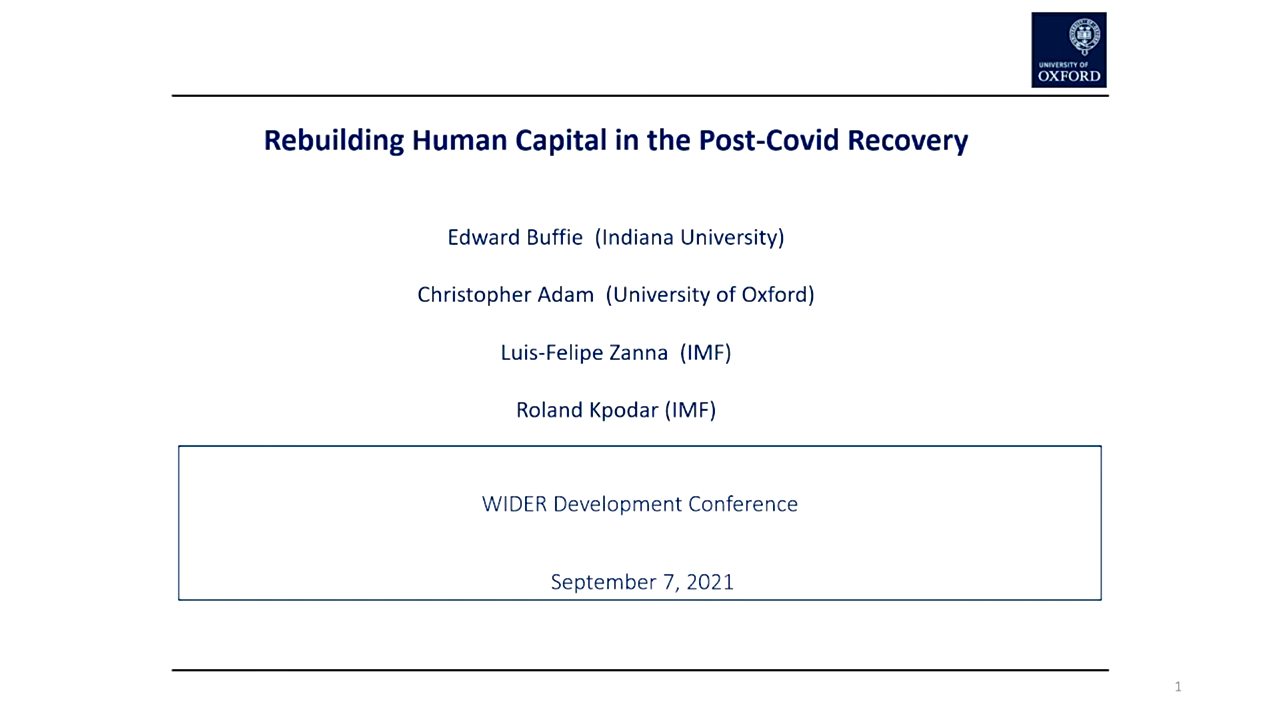 UNIVERSITY OF
OXFORD
Rebuilding Human Capital in the Post-Covid Recovery
Edward Buffie (Indiana University)
Christopher Adam (University of Oxford)
Luis-Felipe Zanna (IMF)
Roland Kpodar (IMF)
WIDER Development Conference
September 7, 2021
1